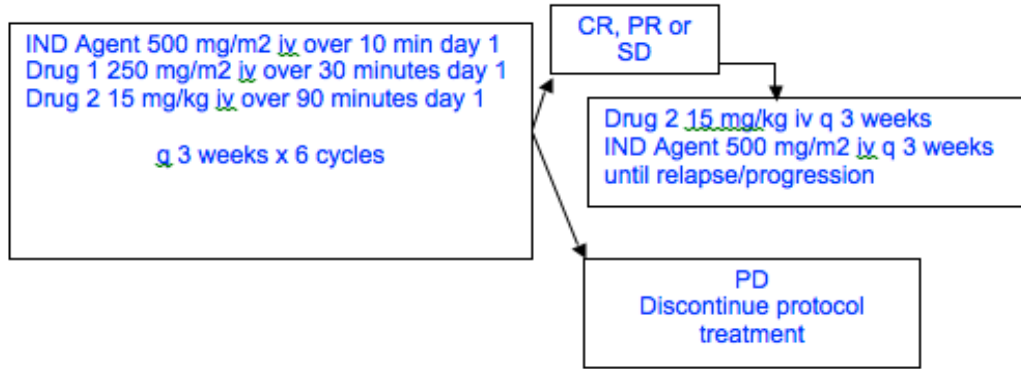 IND Agent 500 mg/m2 iv over 10 min day 1
Drug 1 250 mg/m2 iv over 30 minutes day 1
Drug 2 15 mg/kg iv over 90 minutes day 1
q 3 weeks x 6 cycles
CR, PR or
SD
Drug 2 15 mg/kg iv q 3 weeks
IND Agent 500 mg/m2 iv q 3 weeks
until relapse/progression
PD
Discontinue protocol
treatment